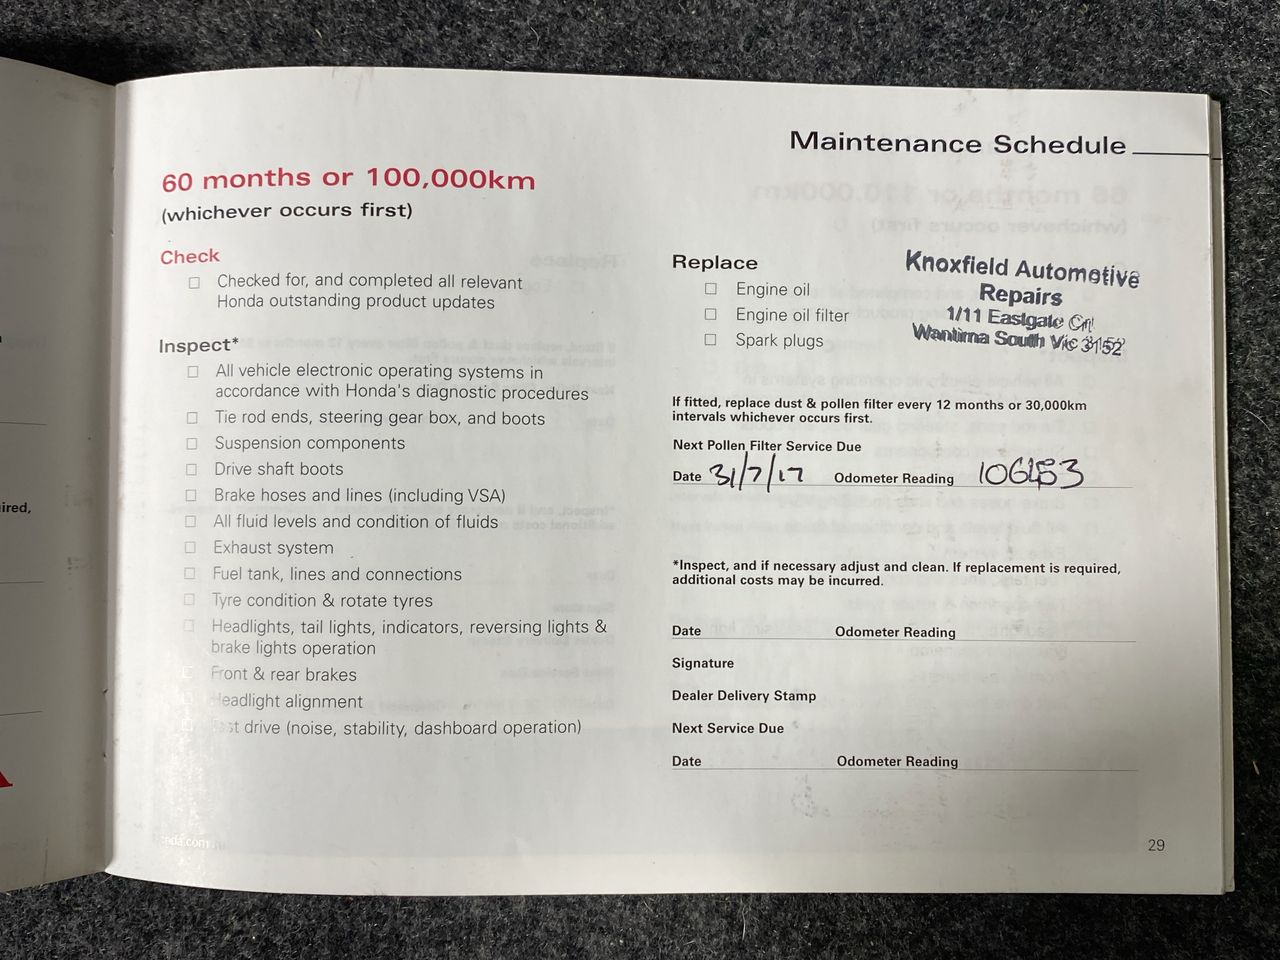 Maintenance Schedule
60 months or 100,000km
(whichever occurs first)
Check
Checked for, and completed all relevant
Honda outstanding product updates
Inspect*
All vehicle electronic operating systems in
accordance with Honda's diagnostic procedures
Tie rod ends, steering gear box, and boots
Suspension components
Drive shaft boots
Brake hoses and lines (including VSA)
All fluid levels and condition of fluids
Exhaust system
Fuel tank, lines and connections
Tyre condition & rotate tyres
Headlights, tail lights, indicators, reversing lights &
brake lights operation
Front & rear brakes
Headlight alignment
Test drive (noise, stability, dashboard operation)
Replace
Engine oil
Engine oil filter
Spark plugs
Knoxfield Automotive
Repairs
1/11 Eastgate Crt
Wantirna South Vic 3152
If fitted, replace dust & pollen filter every 12 months or 30,000km
intervals whichever occurs first.
Next Pollen Filter Service Due
Date 31/7/17 Odometer Reading
*Inspect, and if necessary adjust and clean. If replacement is required,
additional costs may be incurred.
Date Odometer Reading
Signature
Dealer Delivery Stamp
Next Service Due
Date Odometer Reading
29
ired,